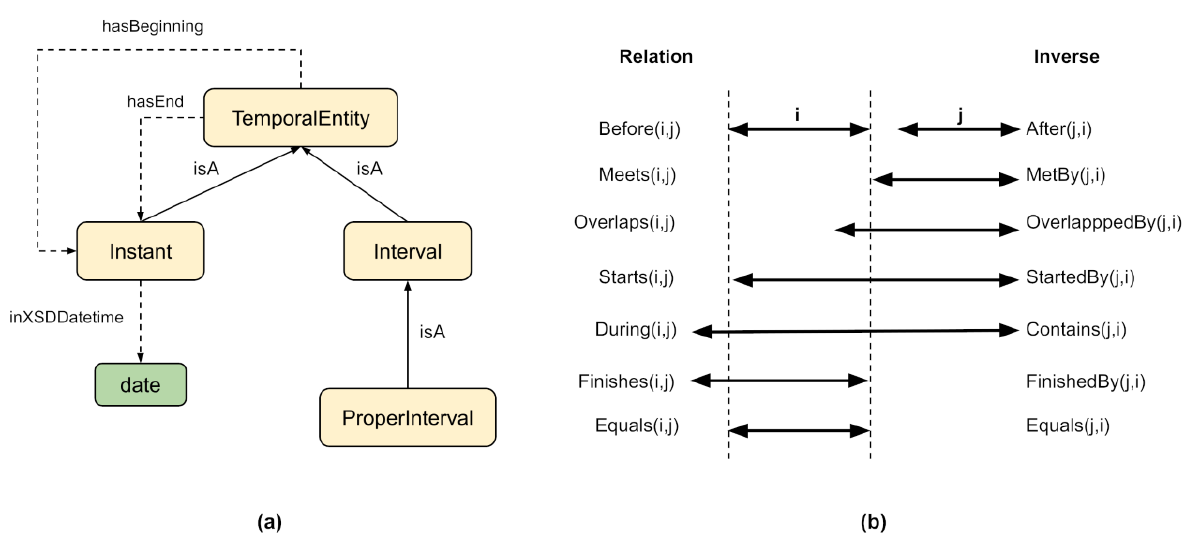 hasBeginning
hasEnd
TemporalEntity
isA
isA
Instant
Interval
inXSDDatetime
isA
date
ProperInterval
(a)
Relation
Inverse
i
j
Before(i,j)
After(j,i)
Meets(i,j)
MetBy(j,i)
Overlaps(i,j)
OverlapppedBy(j,i)
Starts(i,j)
StartedBy(j,i)
During(i,j)
Contains(j,i)
Finishes(i,j)
FinishedBy(j,i)
Equals(i,j)
Equals(j,i)
(b)